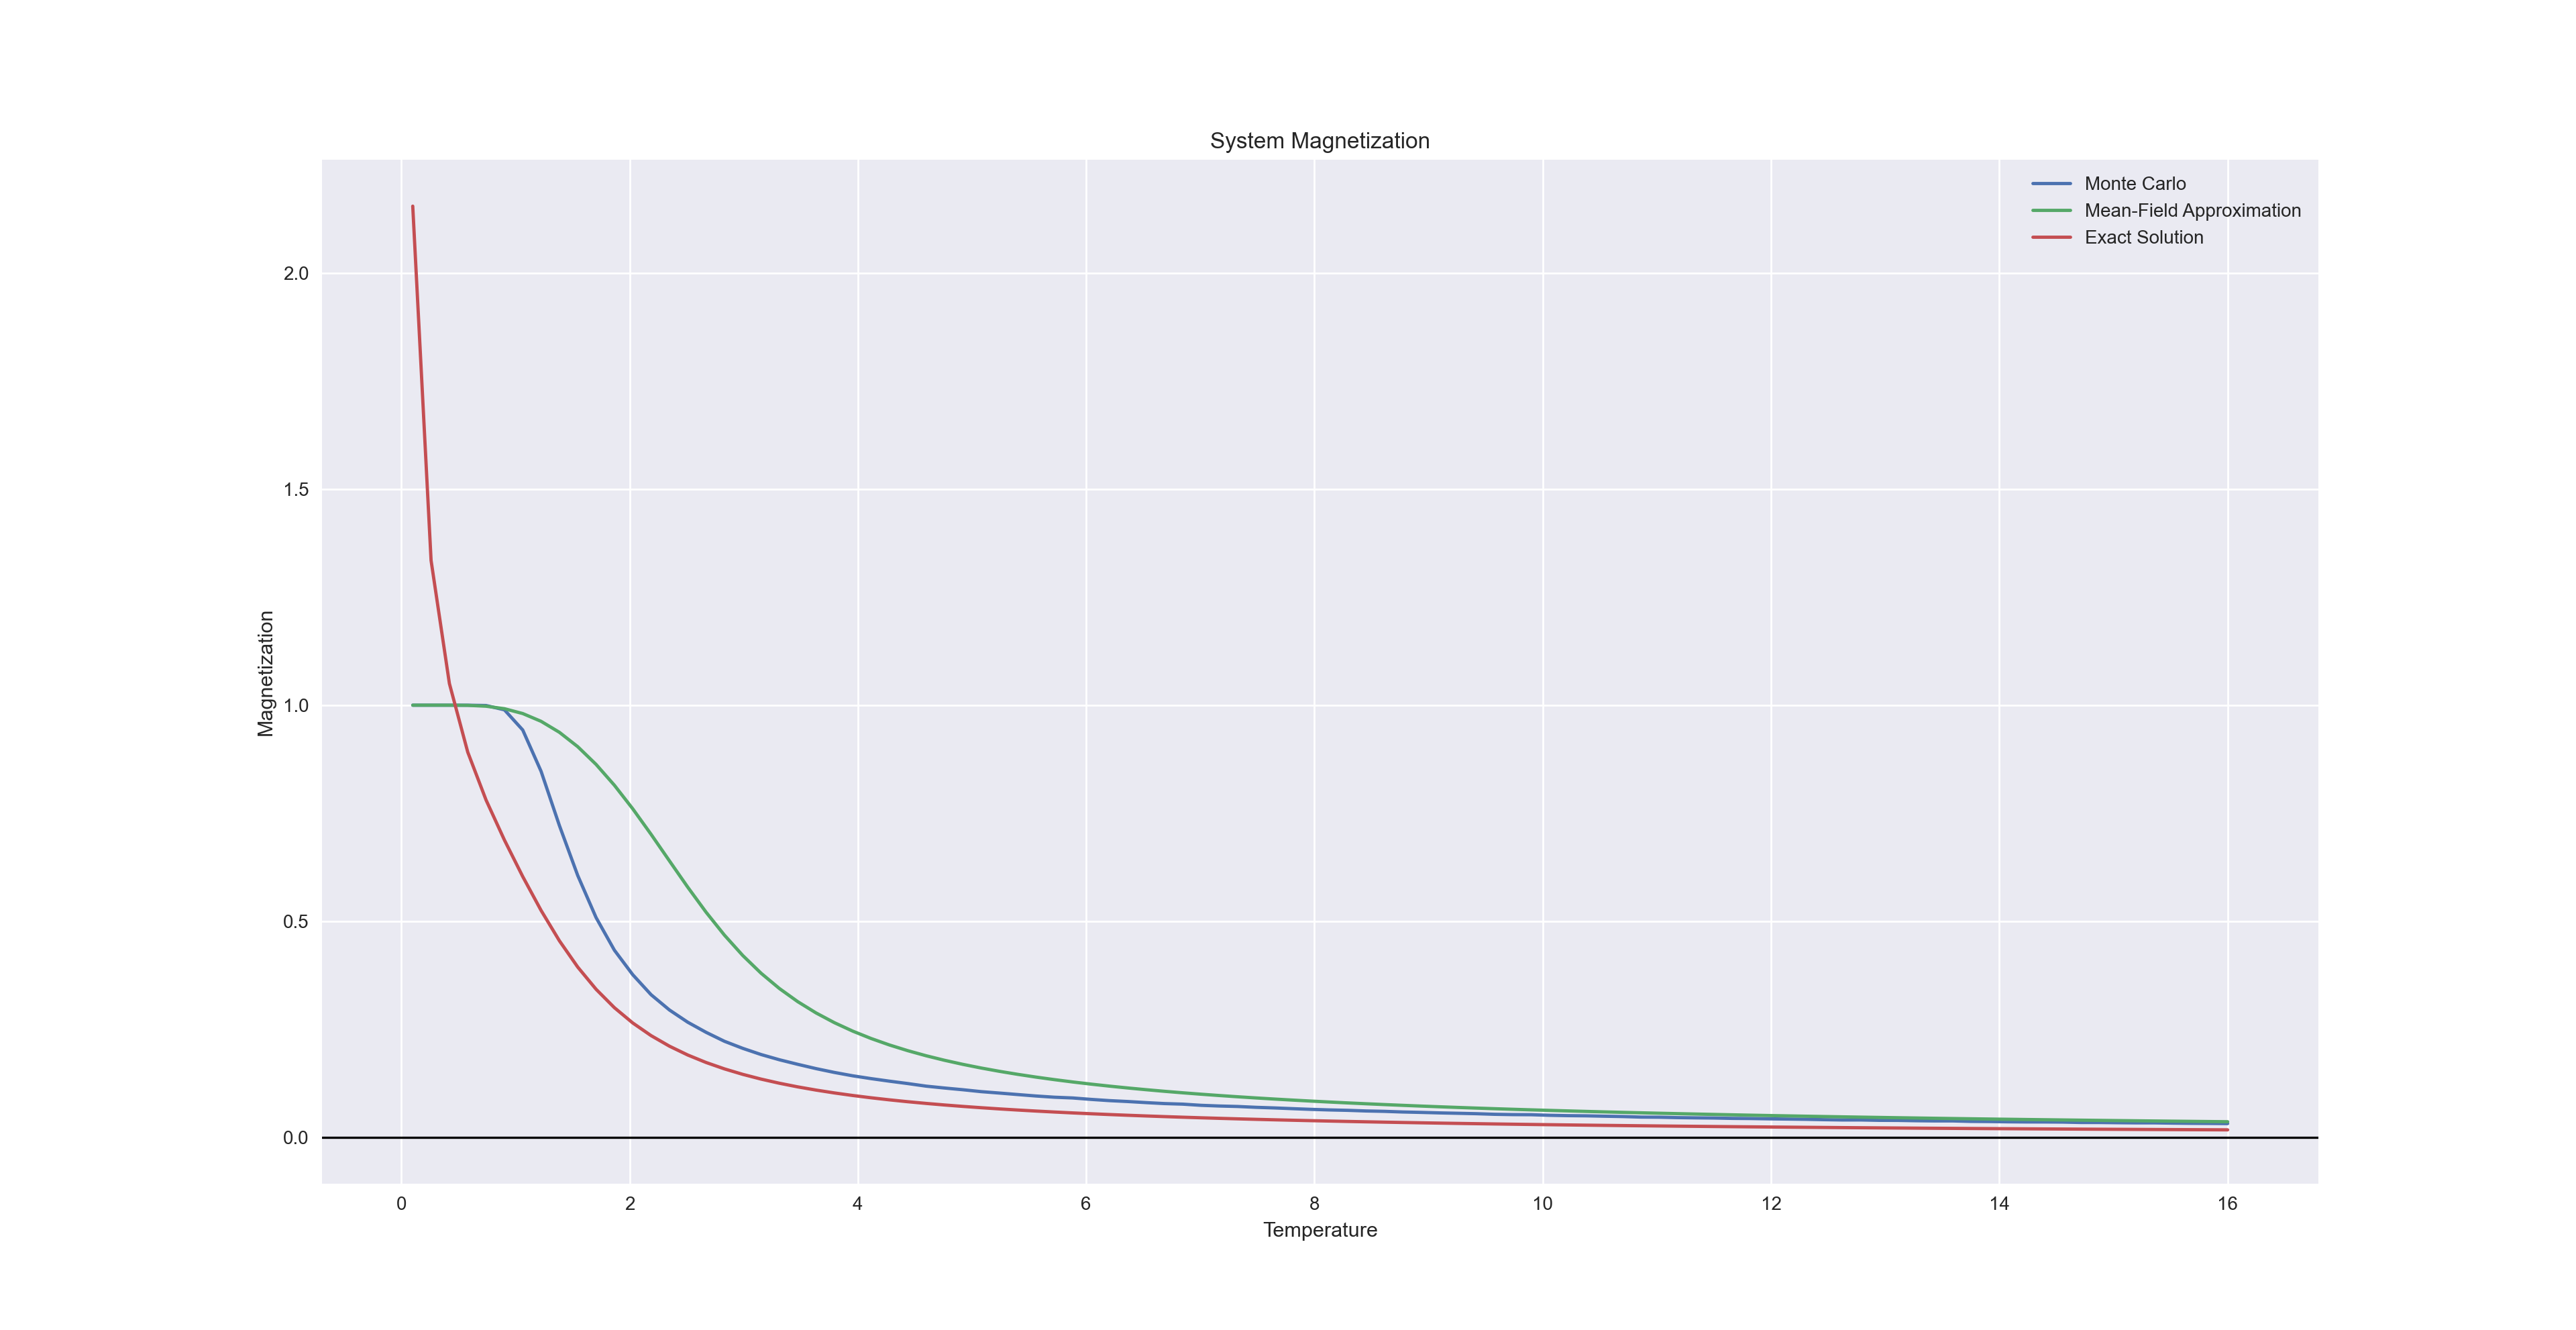 System Magnetization
Monte Carlo
Mean-Field Approximation
Exact Solution
Magnetization
2.0
1.5
1.0
0.5
0.0
0 2 4 6 8 10 12 14 16
Temperature